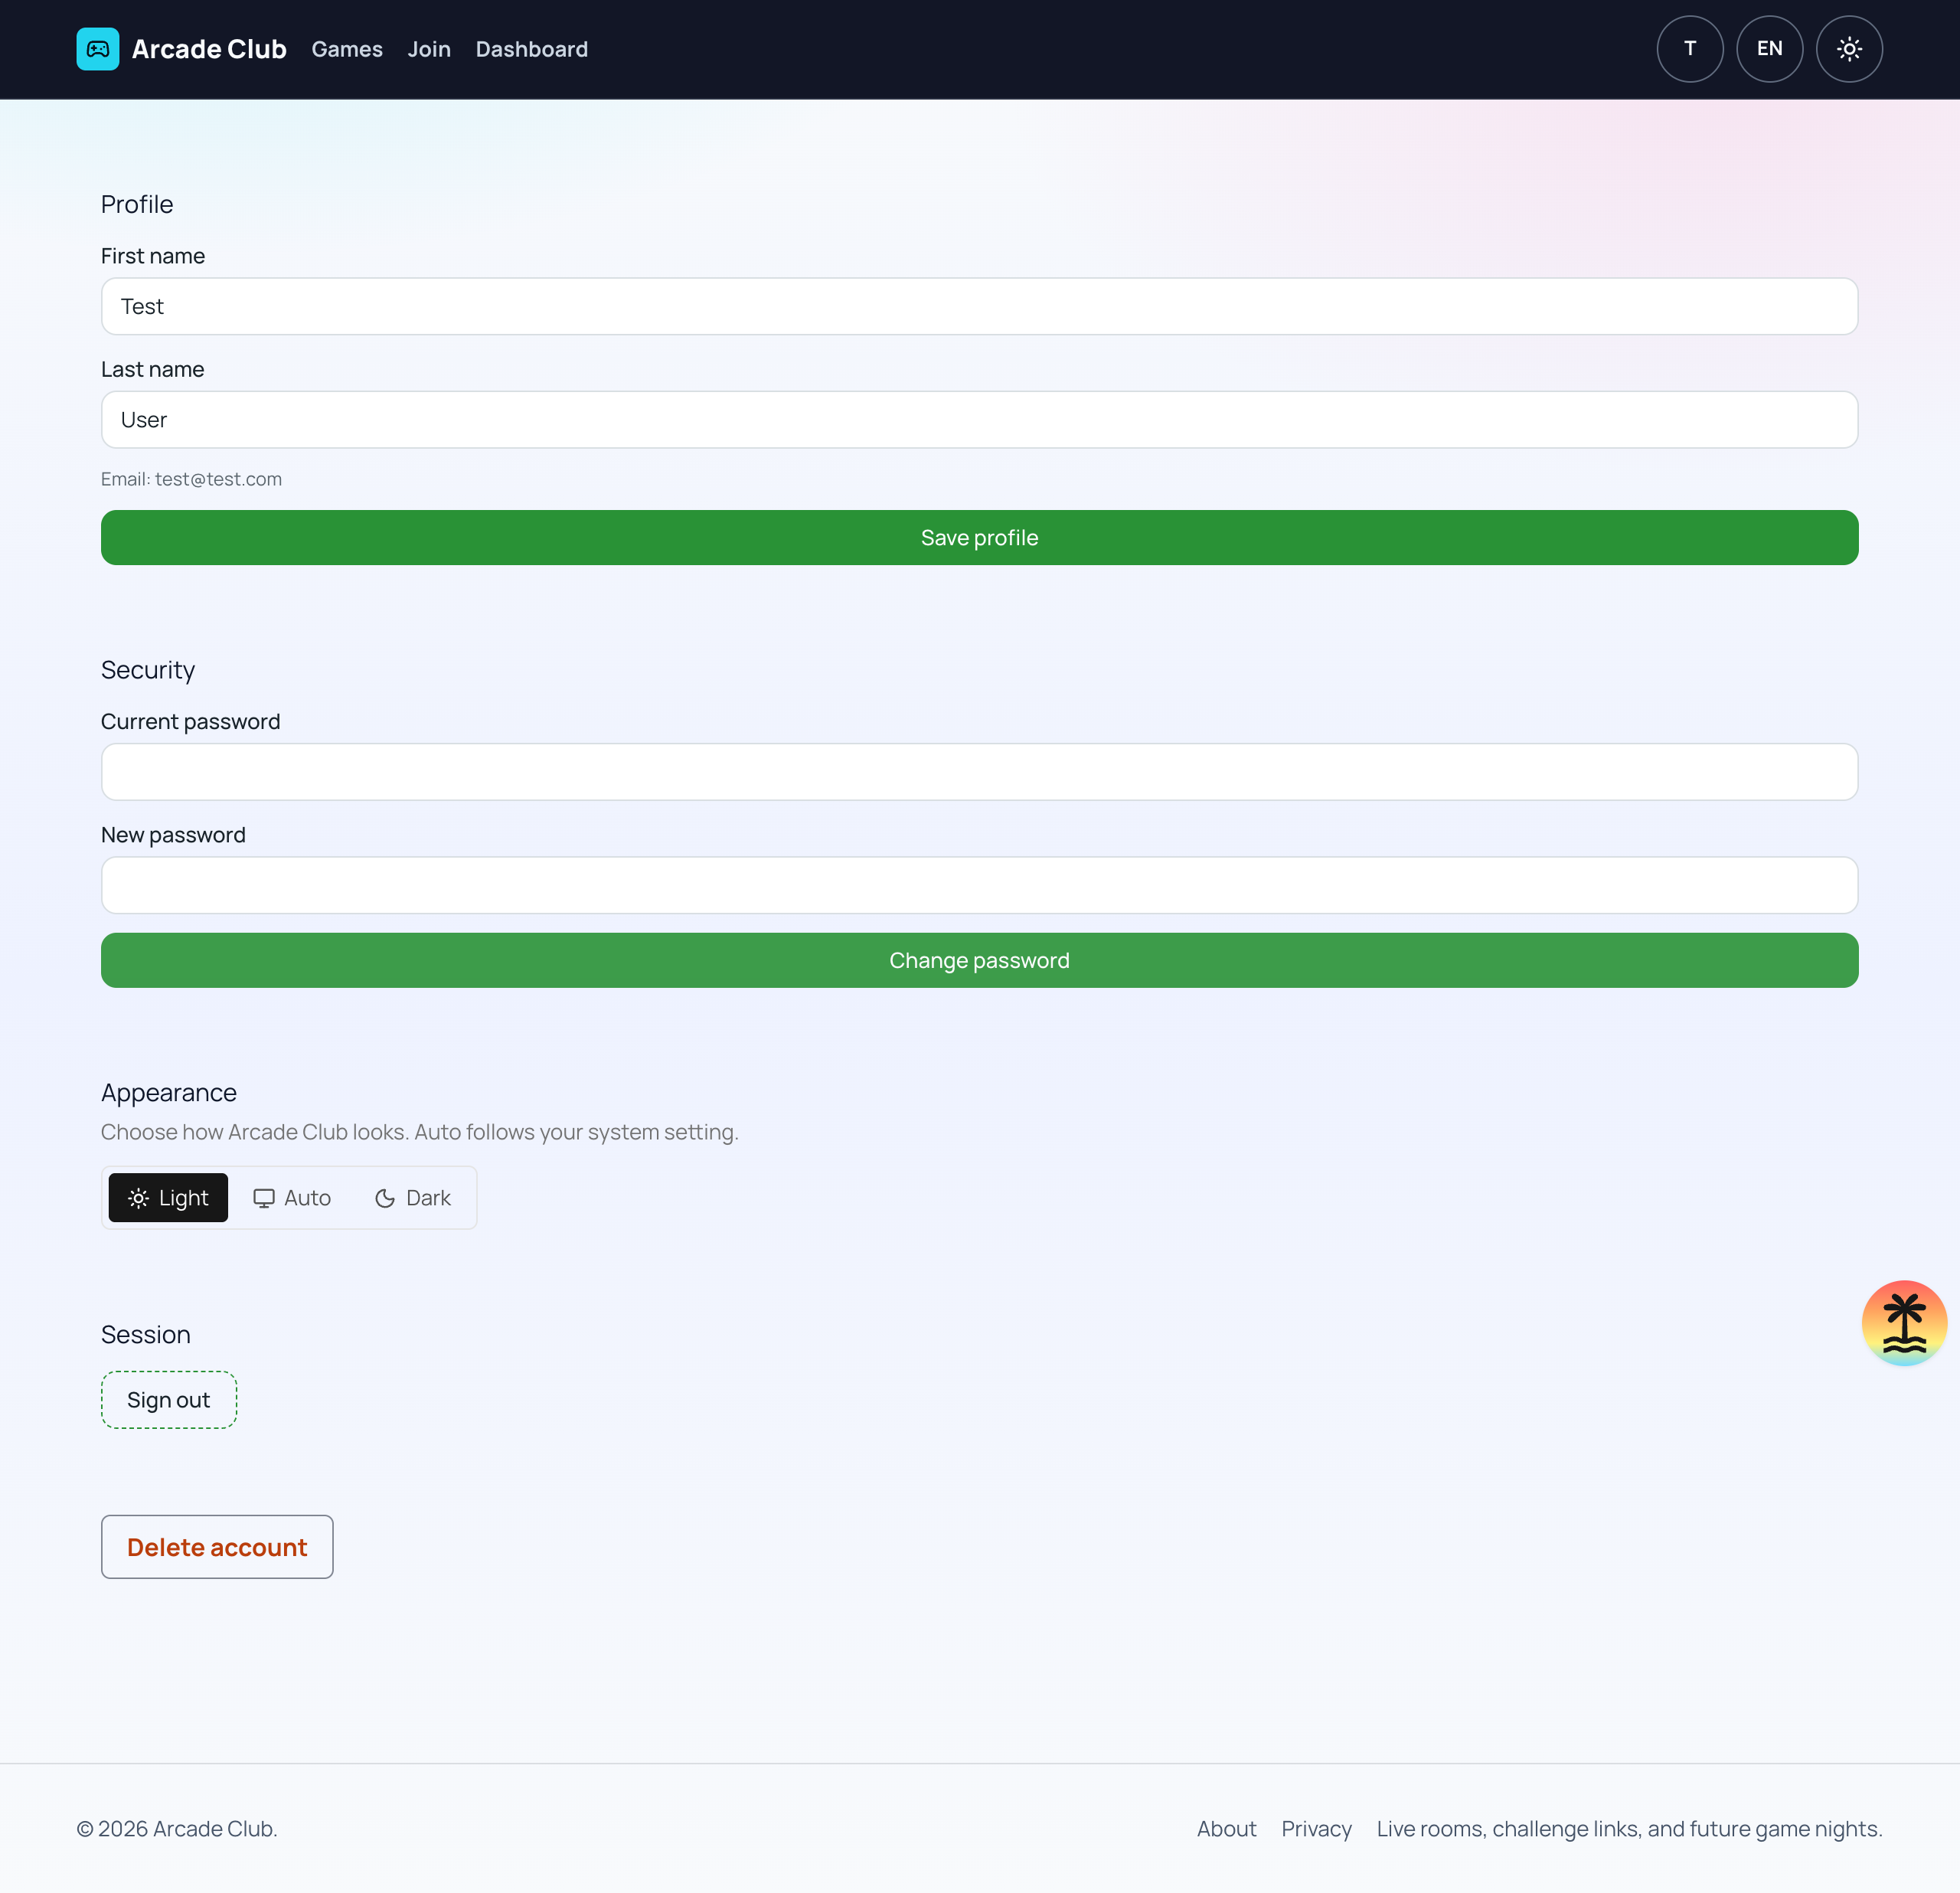 Arcade Club Games Join Dashboard T EN
Profile
First name
Test
Last name
User
Email: test@test.com
Save profile
Security
Current password
New password
Change password
Appearance
Choose how Arcade Club looks. Auto follows your system setting.
Light Auto Dark
Session
Sign out
Delete account
© 2026 Arcade Club. About Privacy Live rooms, challenge links, and future game nights.